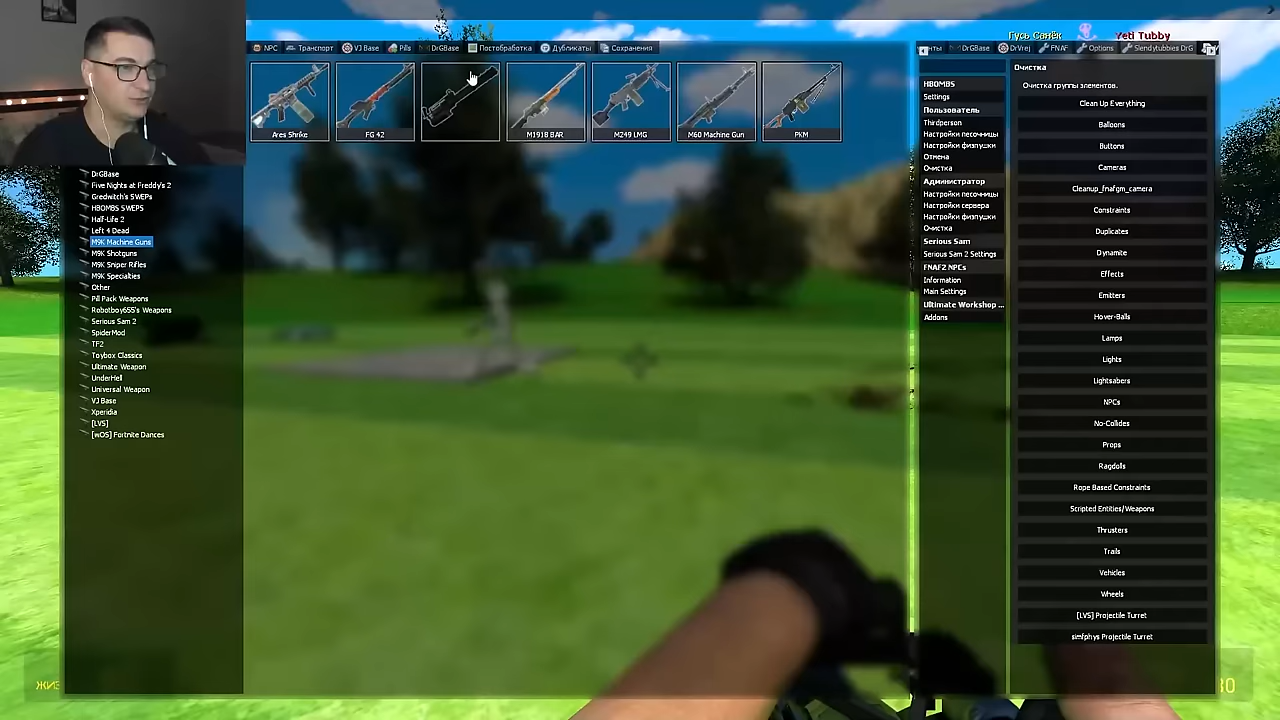 Гусь Санёк
Yeti Tubby
NPC
Транспорт
VJ Base
Pills
DrGBase
Постобработка
Дубликаты
Сохранения
DrGBase
DrVrej
FNAF
Options
Slendytubbies DrG
Ares Shrike
FG 42
M1918 BAR
M249 LMG
M60 Machine Gun
PKM
DrGBase
Five Nights at Freddy's 2
Gredwitch's SWEPs
HBOMBS SWEPS
Half-Life 2
Left 4 Dead
M9K Machine Guns
M9K Shotguns
M9K Sniper Rifles
M9K Specialties
Other
Pill Pack Weapons
Robotboy655's Weapons
Serious Sam 2
SpiderMod
TF2
Toybox Classics
Ultimate Weapon
UnderHell
Universal Weapon
VJ Base
Xperidia
[LVS]
[wOS] Fortnite Dances
HBOMBS
Settings
Пользователь
Thirdperson
Настройки песочницы
Настройки физпушки
Отмена
Очистка
Администратор
Настройки песочницы
Настройки сервера
Настройки физпушки
Очистка
Serious Sam
Serious Sam 2 Settings
FNAF2 NPCs
Information
Main Settings
Ultimate Workshop ...
Addons
Очистка
Очистка группы элементов.
Clean Up Everything
Balloons
Buttons
Cameras
Cleanup_fnafgm_camera
Constraints
Duplicates
Dynamite
Effects
Emitters
Hover-Balls
Lamps
Lights
Lightsabers
NPCs
No-Collides
Props
Ragdolls
Rope Based Constraints
Scripted Entities/Weapons
Thrusters
Trails
Vehicles
Wheels
[LVS] Projectile Turret
simfphys Projectile Turret